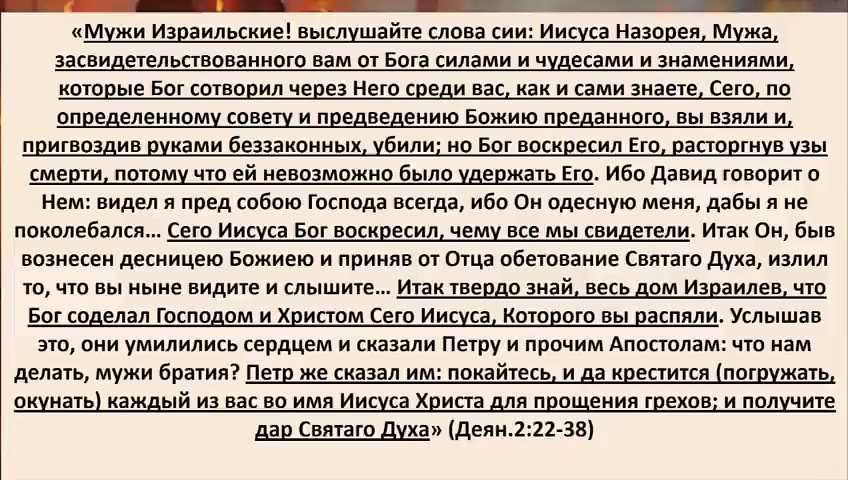 «Мужи Израильские! выслушайте слова сии: Иисуса Назорея, Мужа,
засвидетельствованного вам от Бога силами и чудесами и знамениями,
которые Бог сотворил через Него среди вас, как и сами знаете, Сего, по
определенному совету и предведению Божию преданного, вы взяли и,
пригвоздив руками беззаконных, убили; но Бог воскресил Его, расторгнув узы
смерти, потому что ей невозможно было удержать Его. Ибо Давид говорит о
Нем: видел я пред собою Господа всегда, ибо Он одесную меня, дабы я не
поколебался... Сего Иисуса Бог воскресил, чему все мы свидетели. Итак Он, быв
вознесен десницею Божиею и приняв от Отца обетование Святаго Духа, излил
то, что вы ныне видите и слышите... Итак твердо знай, весь дом Израилев, что
Бог соделал Господом и Христом Сего Иисуса, Которого вы распяли. Услышав
это, они умилились сердцем и сказали Петру и прочим Апостолам: что нам
делать, мужи братия? Петр же сказал им: покайтесь, и да крестится (погружать,
окунать) каждый из вас во имя Иисуса Христа для прощения грехов; и получите
дар Святаго Духа» (Деян.2:22-38)